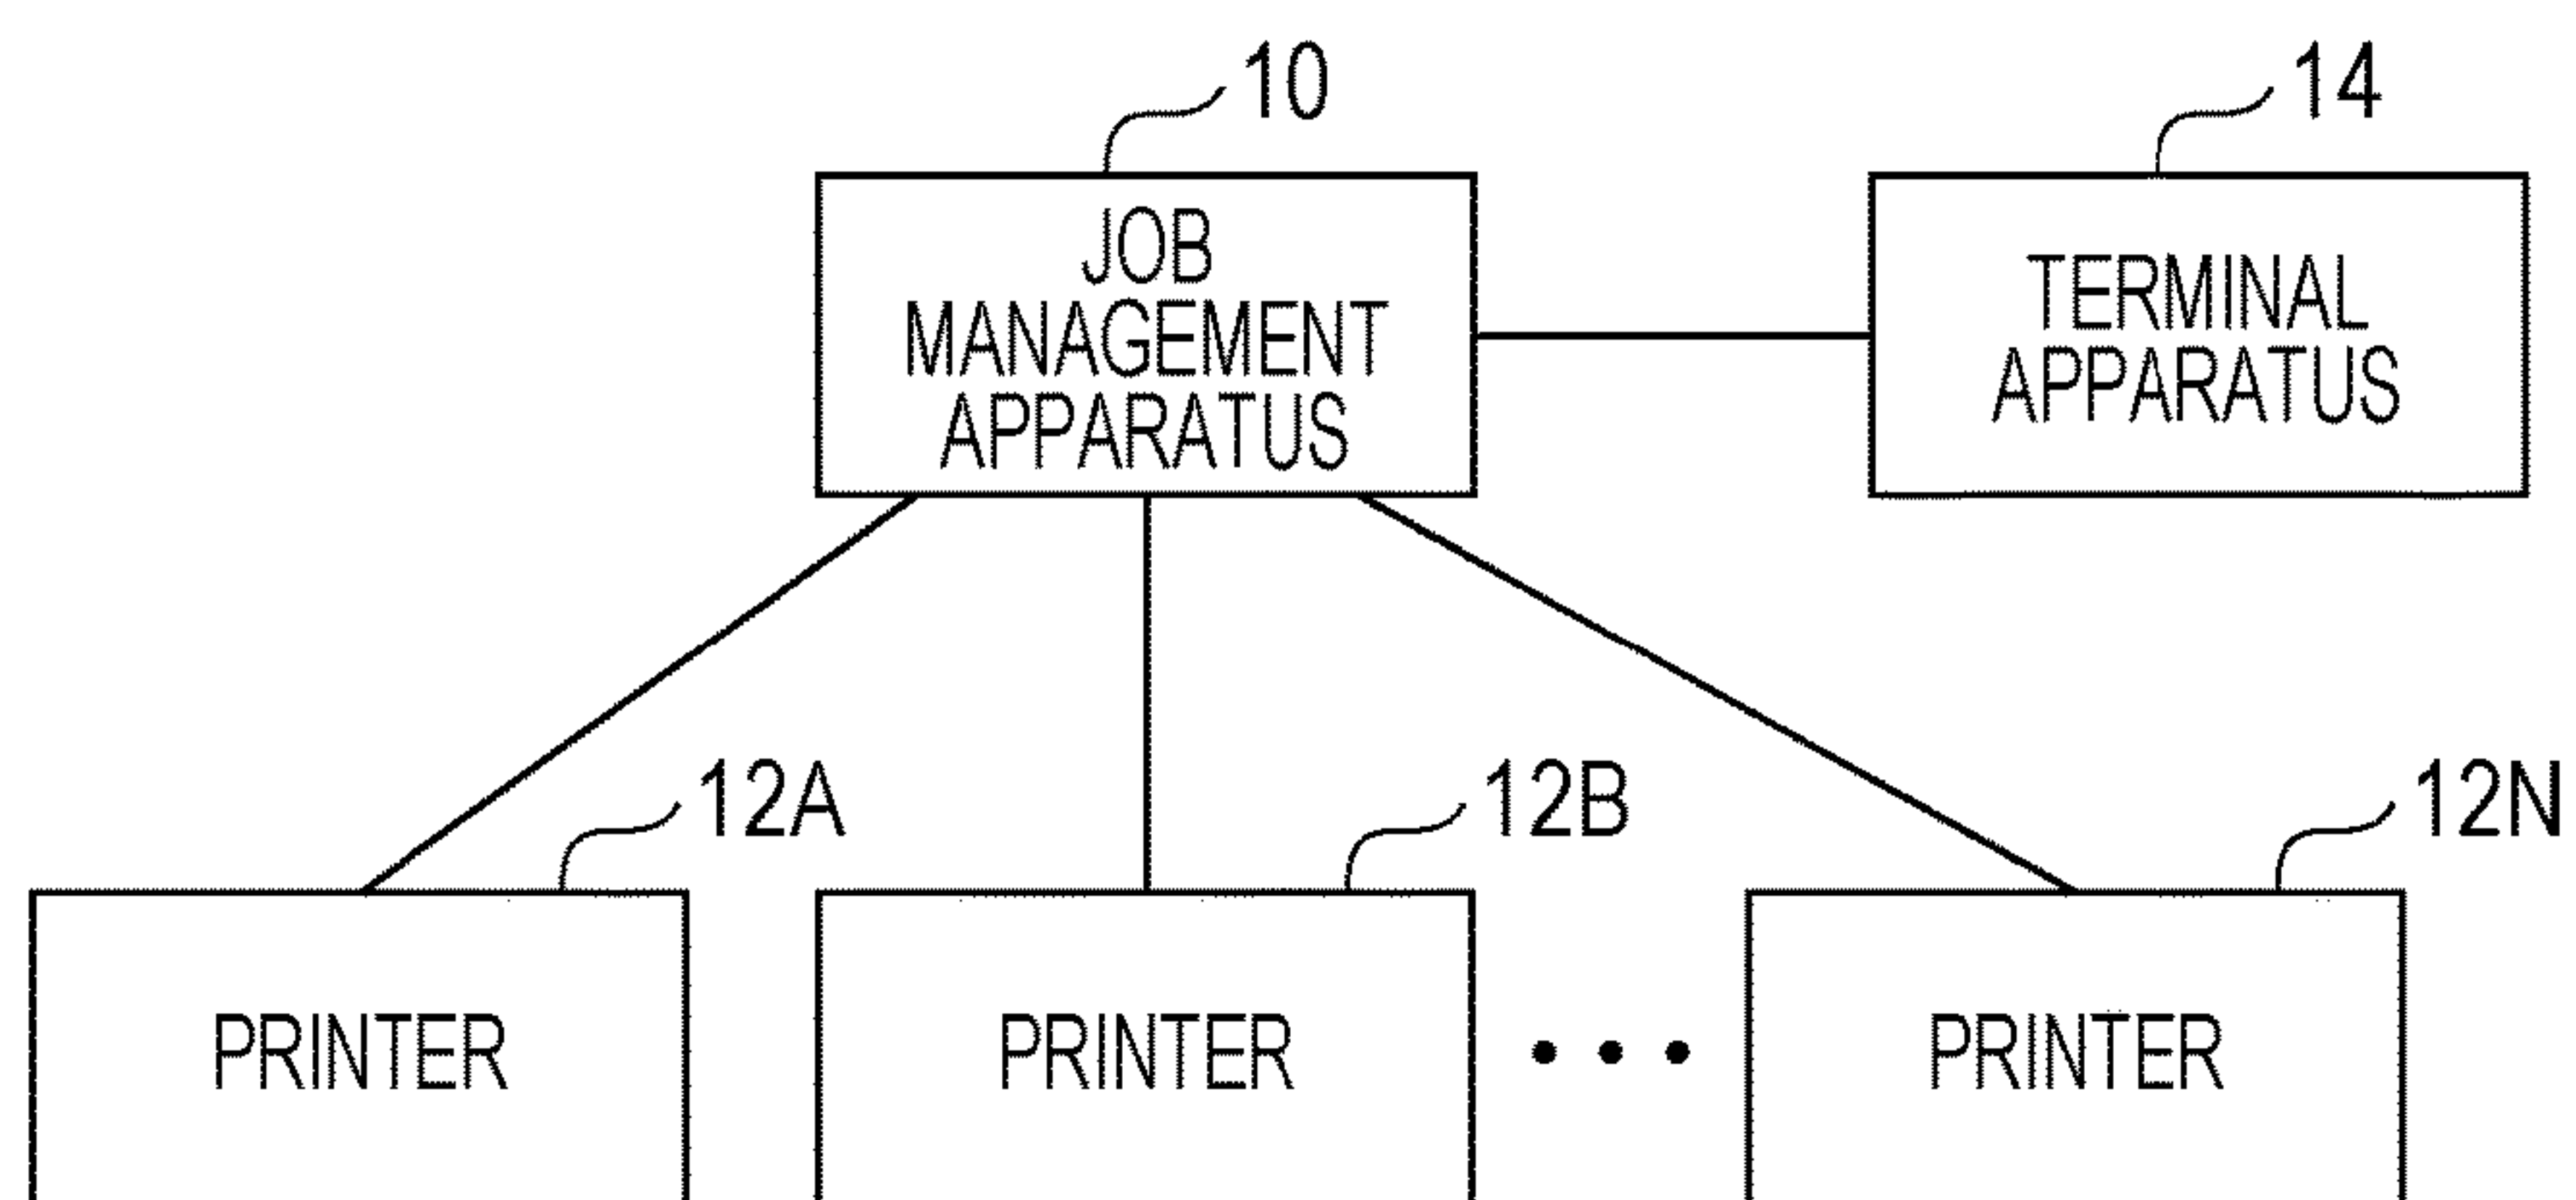 10
14
JOB
MANAGEMENT
APPARATUS
TERMINAL
APPARATUS
12A
12B
12N
PRINTER
PRINTER
• • •
PRINTER